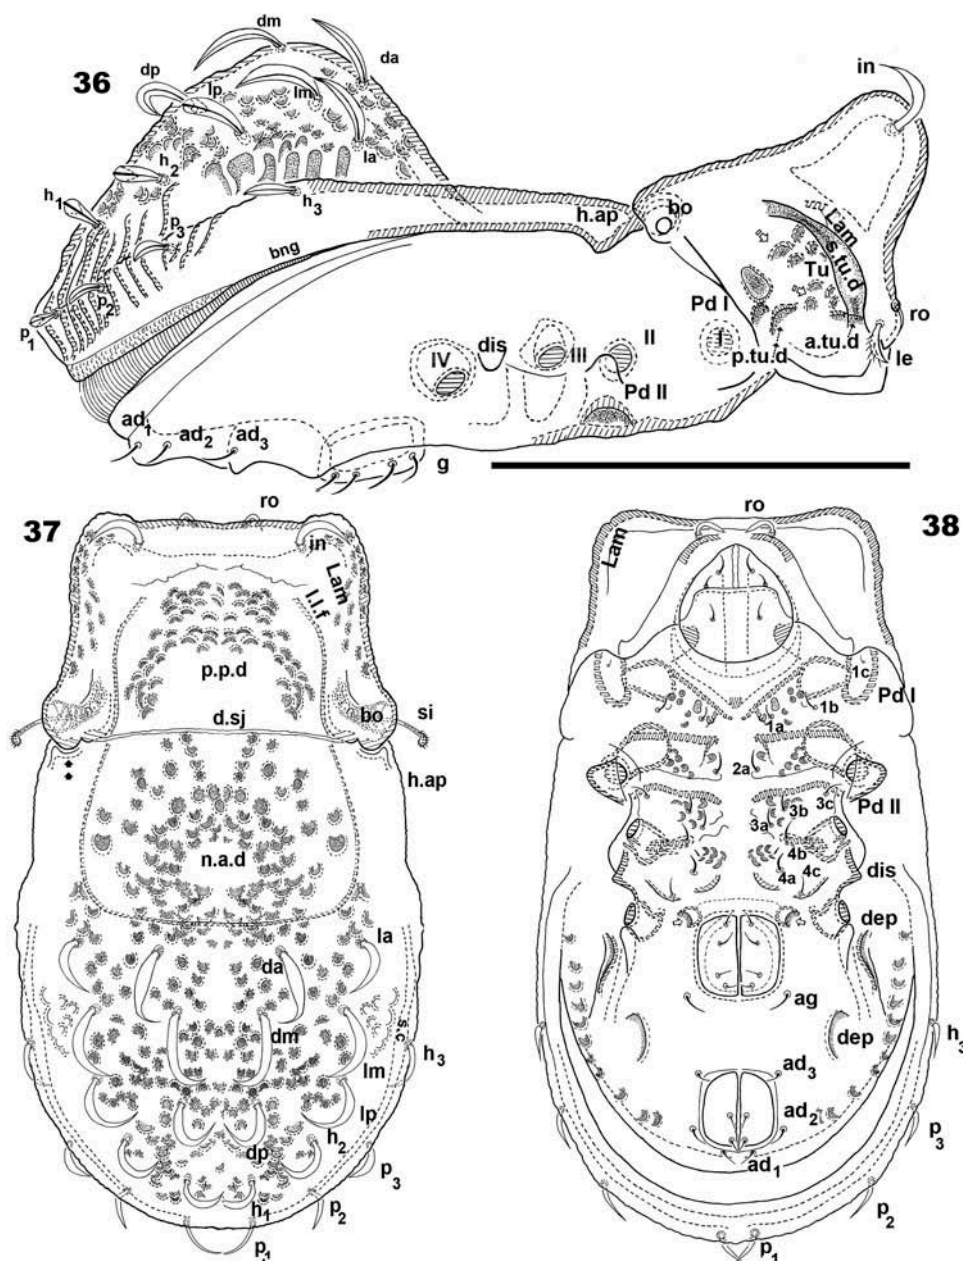 36
dm
da
dp
lp
lm
in
la
h2
h1
h3
p3
h.ap
bo
Lam
s.tu.d
bng
Tu
p2
p1
Pd I
I
ro
p.tu.d
a.tu.d
le
IV
dis
III
II
Pd II
ad1
ad2
ad3
g
37
ro
in
Lam
l.l.f
p.p.d
d.sj
bo
si
h.ap
n.a.d
la
da
dm
s.c
h3
lm
lp
h2
dp
p3
h1
p2
p1
38
ro
Lam
1c
Pd I
1b
1a
2a
3c
Pd II
3b
3a
4b
4a
4c
dis
dep
ag
dep
h3
ad3
ad2
p3
ad1
p2
p1